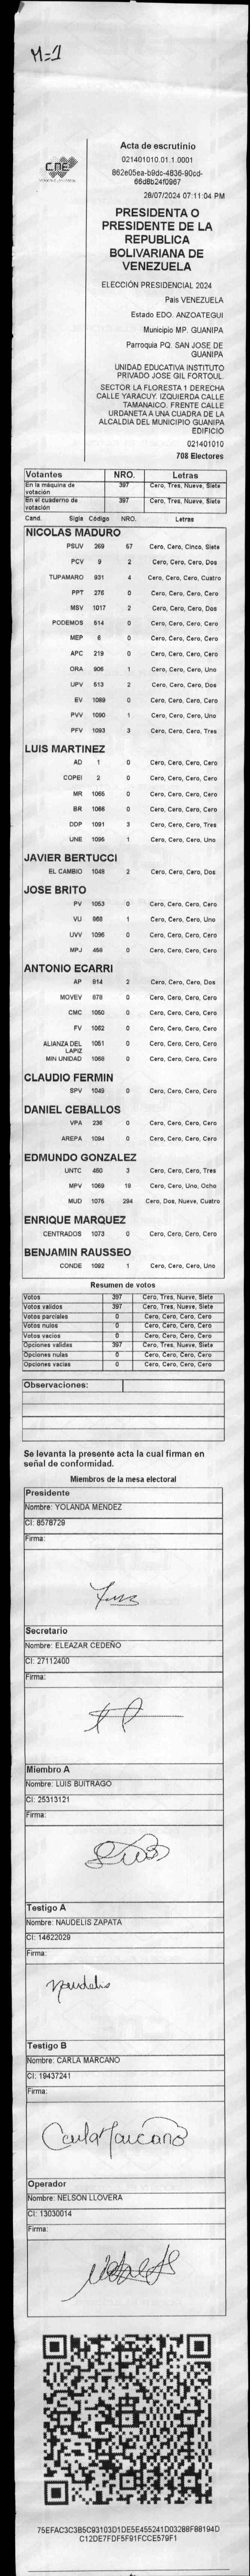 M=1
CNE
Acta de escrutinio
021401010.01.1.0001
862e05ea-b9dc-4836-90cd-
66d8b24f0967
28/07/2024 07:11:04 PM
PRESIDENTA O
PRESIDENTE DE LA
REPUBLICA
BOLIVARIANA DE
VENEZUELA
ELECCIÓN PRESIDENCIAL 2024
Pais VENEZUELA
Estado EDO. ANZOATEGUI
Municipio MP. GUANIPA
Parroquia PQ. SAN JOSE DE
GUANIPA
UNIDAD EDUCATIVA INSTITUTO
PRIVADO JOSE GIL FORTOUL
SECTOR LA FLORESTA 1 DERECHA
CALLE YARACUY. IZQUIERDA CALLE
TAMANAICO. FRENTE CALLE
URDANETA A UNA CUADRA DE LA
ALCALDIA DEL MUNICIPIO GUANIPA
EDIFICIO
021401010
708 Electores
Votantes NRO. Letras
En la máquina de votación 397 Cero, Tres, Nueve, Siete
En el cuaderno de votación 397 Cero, Tres, Nueve, Siete
Cand. Sigla Código NRO. Letras
NICOLAS MADURO
PSUV 269 57 Cero, Cero, Cinco, Siete
PCV 9 2 Cero, Cero, Cero, Dos
TUPAMARO 931 4 Cero, Cero, Cero, Cuatro
PPT 276 0 Cero, Cero, Cero, Cero
MSV 1017 2 Cero, Cero, Cero, Dos
PODEMOS 514 0 Cero, Cero, Cero, Cero
MEP 6 0 Cero, Cero, Cero, Cero
APC 219 0 Cero, Cero, Cero, Cero
ORA 906 1 Cero, Cero, Cero, Uno
UPV 513 2 Cero, Cero, Cero, Dos
EV 1089 0 Cero, Cero, Cero, Cero
PVV 1090 1 Cero, Cero, Cero, Uno
PFV 1093 3 Cero, Cero, Cero, Tres
LUIS MARTINEZ
AD 1 0 Cero, Cero, Cero, Cero
COPEI 2 0 Cero, Cero, Cero, Cero
MR 1065 0 Cero, Cero, Cero, Cero
BR 1066 0 Cero, Cero, Cero, Cero
DDP 1091 3 Cero, Cero, Cero, Tres
UNE 1095 1 Cero, Cero, Cero, Uno
JAVIER BERTUCCI
EL CAMBIO 1048 2 Cero, Cero, Cero, Dos
JOSE BRITO
PV 1053 0 Cero, Cero, Cero, Cero
VU 868 1 Cero, Cero, Cero, Uno
UVV 1096 0 Cero, Cero, Cero, Cero
MPJ 458 0 Cero, Cero, Cero, Cero
ANTONIO ECARRI
AP 814 2 Cero, Cero, Cero, Dos
MOVEV 878 0 Cero, Cero, Cero, Cero
CMC 1050 0 Cero, Cero, Cero, Cero
FV 1062 0 Cero, Cero, Cero, Cero
ALIANZA DEL LAPIZ 1051 0 Cero, Cero, Cero, Cero
MIN UNIDAD 1068 0 Cero, Cero, Cero, Cero
CLAUDIO FERMIN
SPV 1049 0 Cero, Cero, Cero, Cero
DANIEL CEBALLOS
VPA 236 0 Cero, Cero, Cero, Cero
AREPA 1094 0 Cero, Cero, Cero, Cero
EDMUNDO GONZALEZ
UNTC 450 3 Cero, Cero, Cero, Tres
MPV 1069 18 Cero, Cero, Uno, Ocho
MUD 1075 294 Cero, Dos, Nueve, Cuatro
ENRIQUE MARQUEZ
CENTRADOS 1073 0 Cero, Cero, Cero, Cero
BENJAMIN RAUSSEO
CONDE 1092 1 Cero, Cero, Cero, Uno
Resumen de votos
Votos 397 Cero, Tres, Nueve, Siete
Votos validos 397 Cero, Tres, Nueve, Siete
Votos parciales 0 Cero, Cero, Cero, Cero
Votos nulos 0 Cero, Cero, Cero, Cero
Votos vacios 0 Cero, Cero, Cero, Cero
Opciones validas 397 Cero, Tres, Nueve, Siete
Opciones nulas 0 Cero, Cero, Cero, Cero
Opciones vacias 0 Cero, Cero, Cero, Cero
Observaciones:
Se levanta la presente acta la cual firman en
señal de conformidad.
Miembros de la mesa electoral
Presidente
Nombre: YOLANDA MENDEZ
CI: 8578729
Firma:
Secretario
Nombre: ELEAZAR CEDEÑO
CI: 27112400
Firma:
Miembro A
Nombre: LUIS BUITRAGO
CI: 25313121
Firma:
Testigo A
Nombre: NAUDELIS ZAPATA
CI: 14622029
Firma:
Naudelis
Testigo B
Nombre: CARLA MARCANO
CI: 19437241
Firma:
Carla Marcano
Operador
Nombre: NELSON LLOVERA
CI: 13030014
Firma:
75EFAC3C3B5C93103D1DE5E455241D03288F88194D
C12DE7FDF5F91FCCE579F1